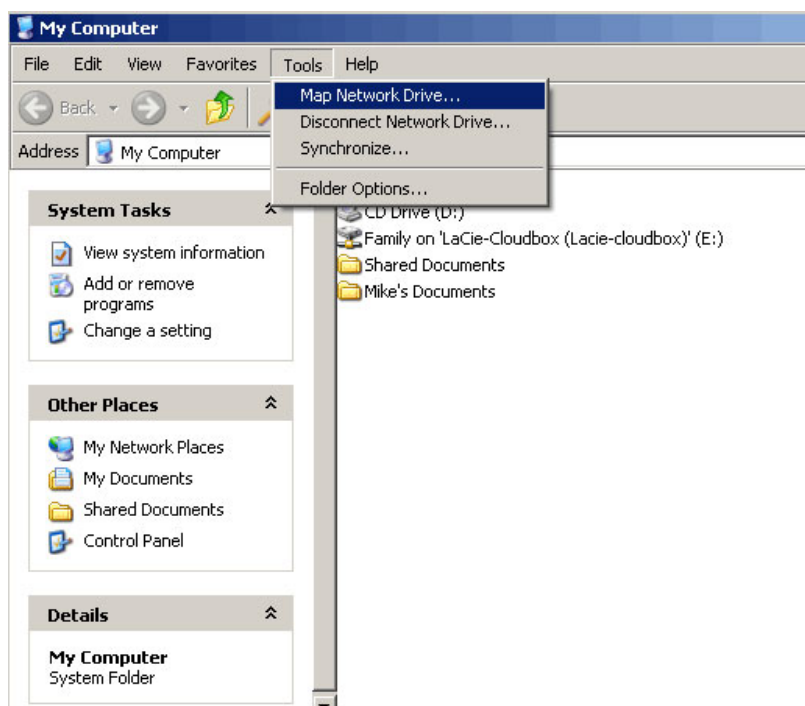 My Computer
File Edit View Favorites Tools Help
Map Network Drive...
Back
Disconnect Network Drive...
Address My Computer
Synchronize...
Folder Options...
System Tasks
View system information
Add or remove
programs
Change a setting
Other Places
My Network Places
My Documents
Shared Documents
Control Panel
Details
My Computer
System Folder
CD Drive (D:)
Family on 'LaCie-Cloudbox (Lacie-cloudbox)' (E:)
Shared Documents
Mike's Documents